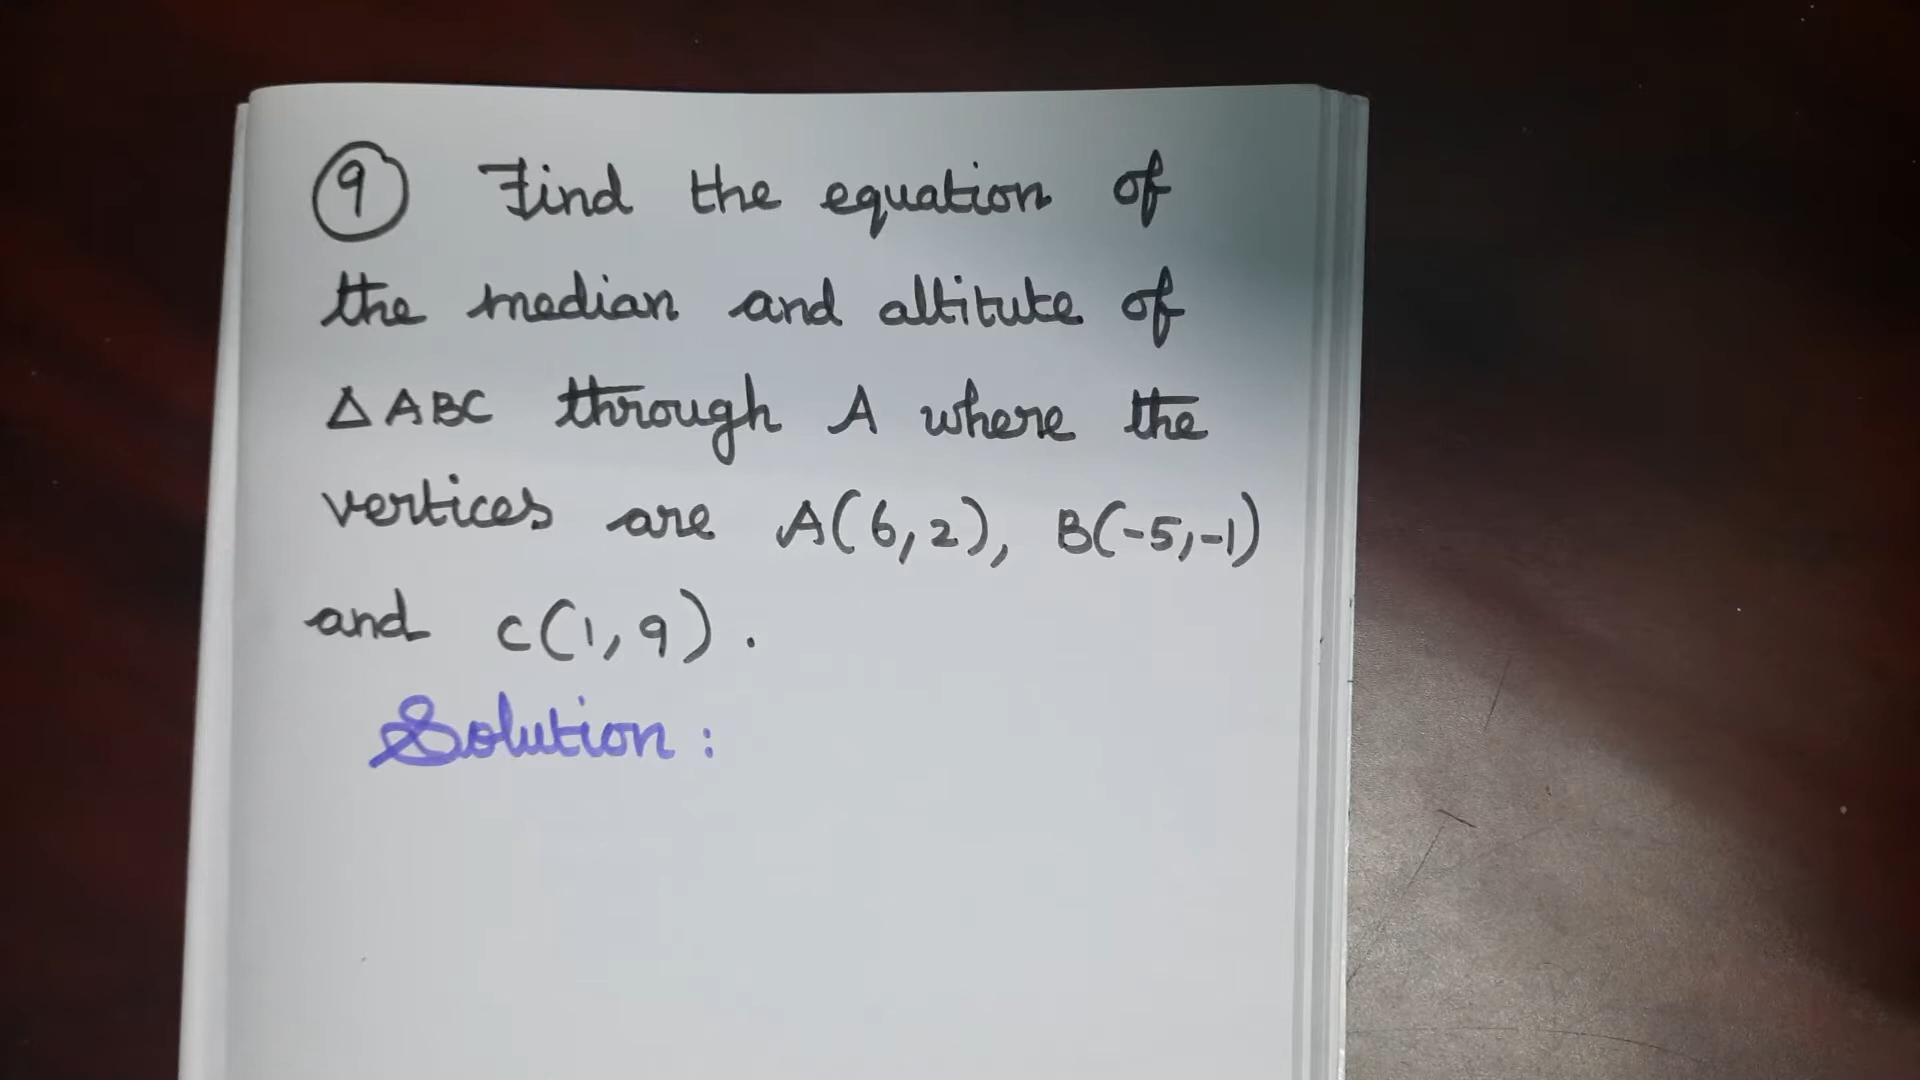 9 Find the equation of
the median and altitute of
△ABC through A where the
vertices are A(6,2), B(-5,-1)
and C(1,9).
Solution: